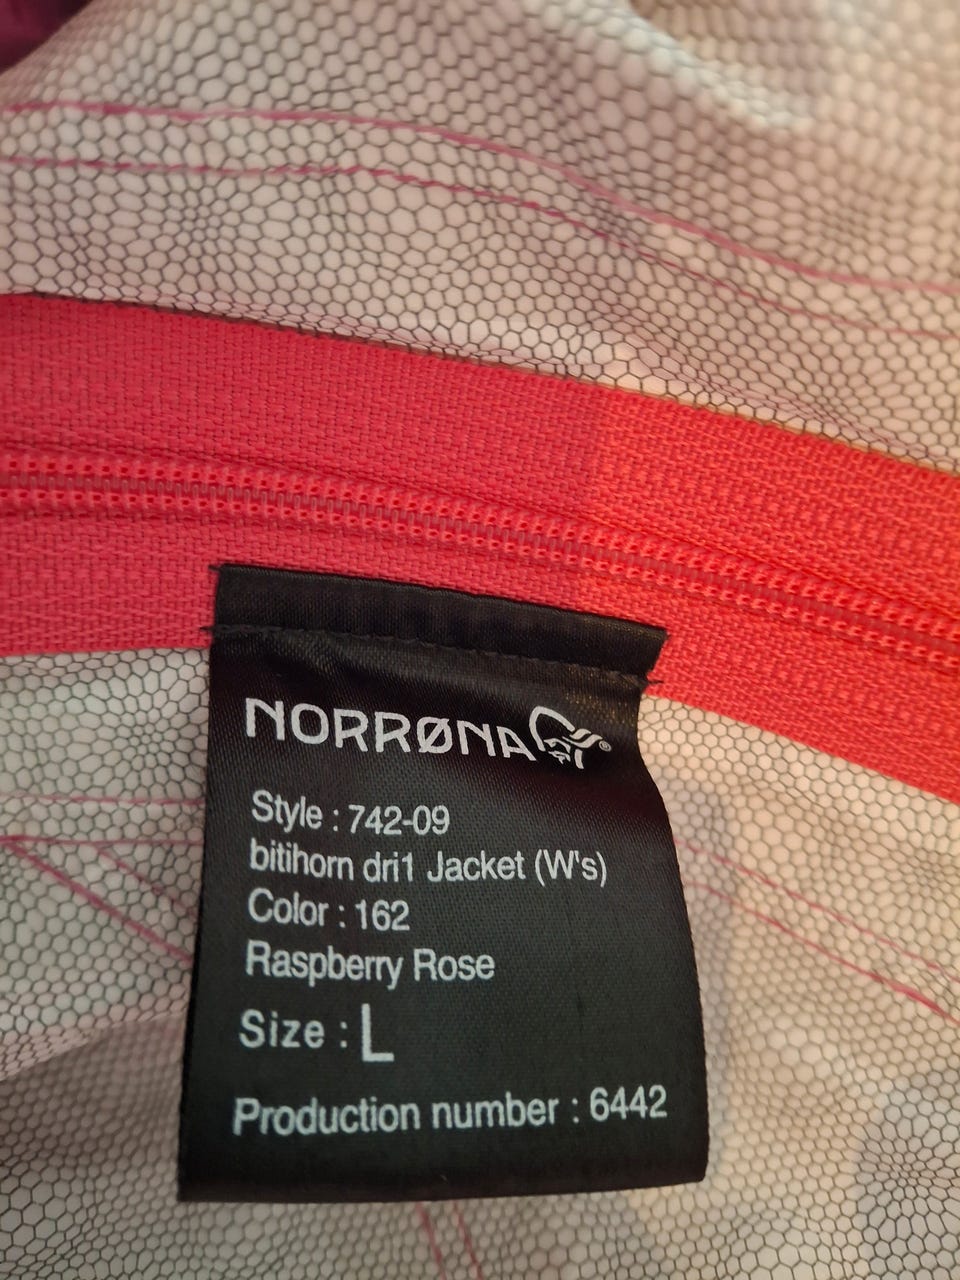 NORRØNA®
Style : 742-09
bitihorn dri1 Jacket (W's)
Color : 162
Raspberry Rose
Size : L
Production number : 6442